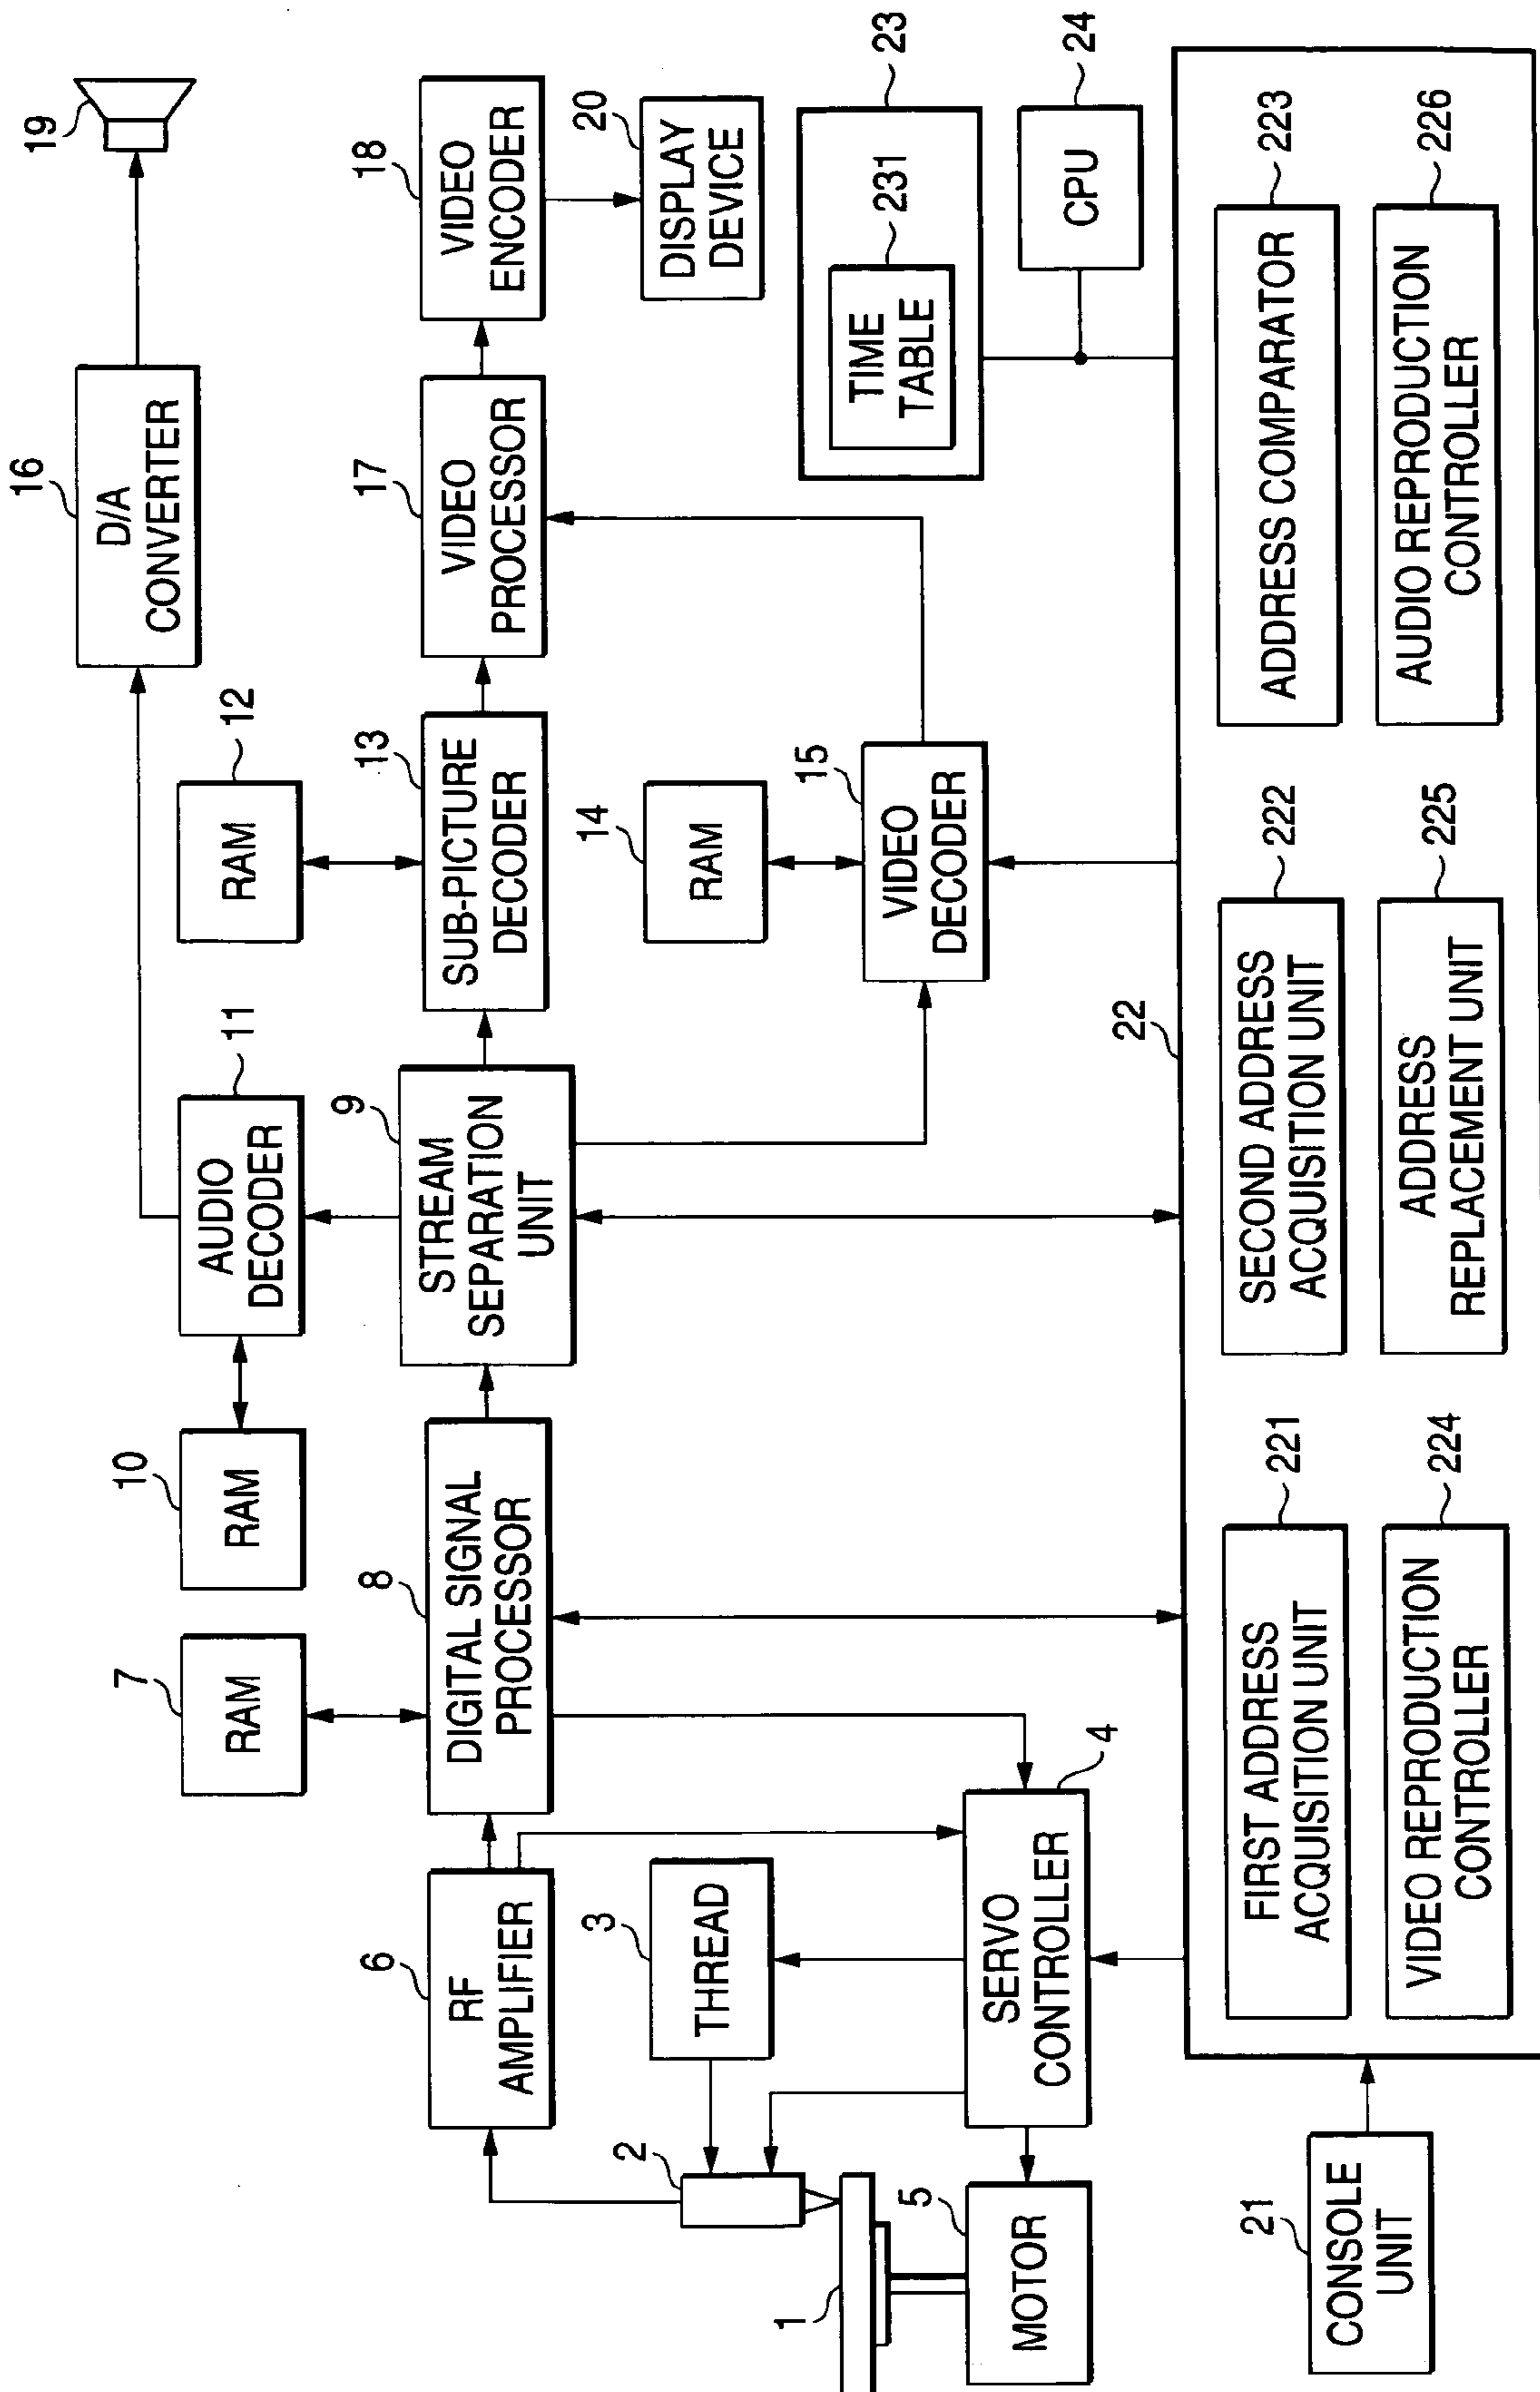 19
16
D/A
CONVERTER
12
RAM
11
AUDIO
DECODER
10
RAM
7
RAM
18
VIDEO
ENCODER
17
VIDEO
PROCESSOR
13
SUB-PICTURE
DECODER
9
STREAM
SEPARATION
UNIT
8
DIGITAL SIGNAL
PROCESSOR
6
RF
AMPLIFIER
20
DISPLAY
DEVICE
14
RAM
3
THREAD
2
23
231
TIME
TABLE
15
VIDEO
DECODER
4
SERVO
CONTROLLER
5
MOTOR
1
24
CPU
22
223
ADDRESS COMPARATOR
222
SECOND ADDRESS
ACQUISITION UNIT
221
FIRST ADDRESS
ACQUISITION UNIT
226
AUDIO REPRODUCTION
CONTROLLER
225
ADDRESS
REPLACEMENT UNIT
224
VIDEO REPRODUCTION
CONTROLLER
21
CONSOLE
UNIT